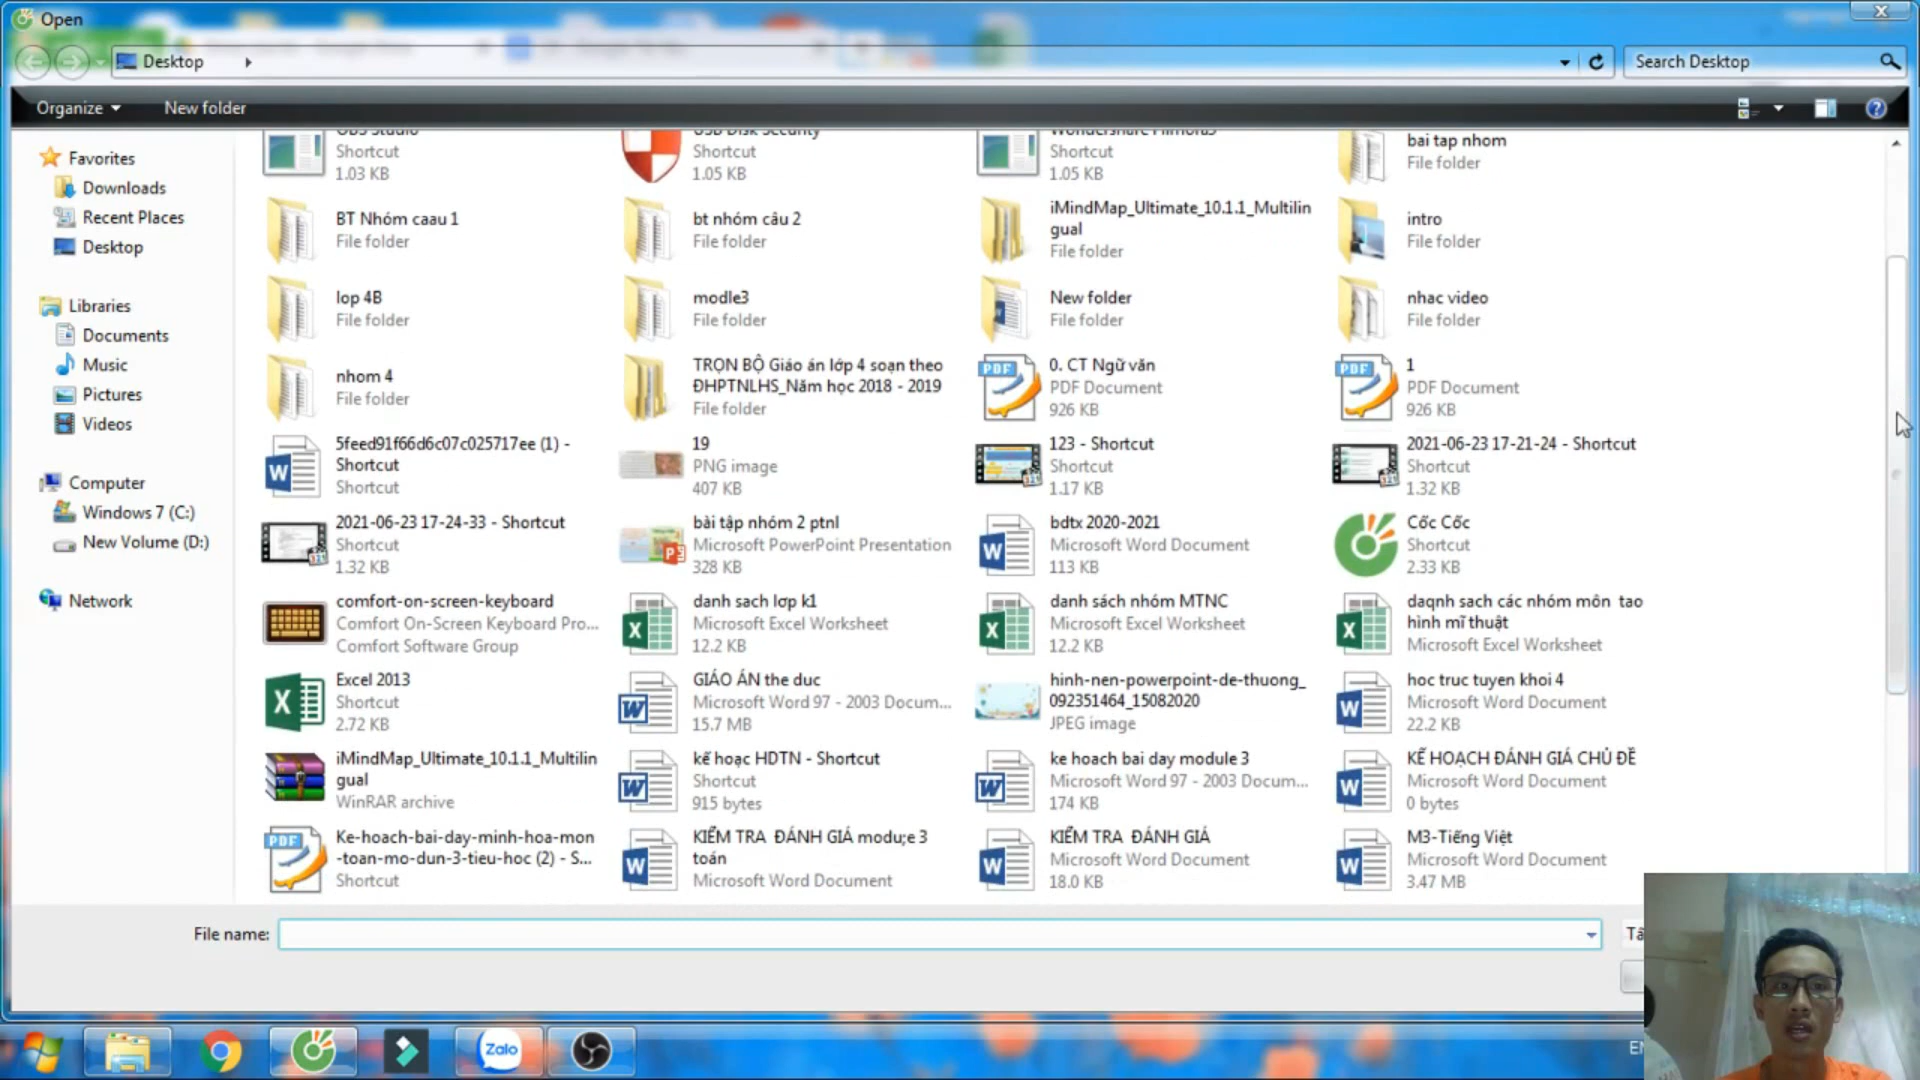 Open
Desktop
Search Desktop
Organize
New folder
Favorites
Downloads
Recent Places
Desktop
Libraries
Documents
Music
Pictures
Videos
Computer
Windows 7 (C:)
New Volume (D:)
Network
OBS Studio
Shortcut
1.03 KB
USB Disk Security
Shortcut
1.05 KB
Wondershare Filmora9
Shortcut
1.05 KB
bai tap nhom
File folder
BT Nhóm caau 1
File folder
bt nhóm câu 2
File folder
iMindMap_Ultimate_10.1.1_Multilin
gual
File folder
intro
File folder
lop 4B
File folder
modle3
File folder
New folder
File folder
nhac video
File folder
nhom 4
File folder
TRỌN BỘ Giáo án lớp 4 soạn theo
ĐHPTNLHS_Năm học 2018 - 2019
File folder
PDF
0. CT Ngữ văn
PDF Document
926 KB
PDF
1
PDF Document
926 KB
5feed91f66d6c07c025717ee (1) -
Shortcut
Shortcut
19
PNG image
407 KB
123 - Shortcut
Shortcut
1.17 KB
2021-06-23 17-21-24 - Shortcut
Shortcut
1.32 KB
2021-06-23 17-24-33 - Shortcut
Shortcut
1.32 KB
bài tập nhóm 2 ptnl
Microsoft PowerPoint Presentation
328 KB
bdtx 2020-2021
Microsoft Word Document
113 KB
Cốc Cốc
Shortcut
2.33 KB
comfort-on-screen-keyboard
Comfort On-Screen Keyboard Pro...
Comfort Software Group
danh sach lơp k1
Microsoft Excel Worksheet
12.2 KB
danh sách nhóm MTNC
Microsoft Excel Worksheet
12.2 KB
daqnh sach các nhóm môn tao
hình mĩ thuật
Microsoft Excel Worksheet
Excel 2013
Shortcut
2.72 KB
GIÁO ÁN the duc
Microsoft Word 97 - 2003 Docum...
15.7 MB
hinh-nen-powerpoint-de-thuong_
092351464_15082020
JPEG image
hoc truc tuyen khoi 4
Microsoft Word Document
22.2 KB
iMindMap_Ultimate_10.1.1_Multilin
gual
WinRAR archive
kế hoạc HDTN - Shortcut
Shortcut
915 bytes
ke hoach bai day module 3
Microsoft Word 97 - 2003 Docum...
174 KB
KẾ HOẠCH ĐÁNH GIÁ CHỦ ĐỀ
Microsoft Word Document
0 bytes
PDF
Ke-hoach-bai-day-minh-hoa-mon
-toan-mo-dun-3-tieu-hoc (2) - S...
Shortcut
KIỂM TRA ĐÁNH GIÁ modu;e 3
toán
Microsoft Word Document
KIỂM TRA ĐÁNH GIÁ
Microsoft Word Document
18.0 KB
M3-Tiếng Việt
Microsoft Word Document
3.47 MB
File name:
Zalo